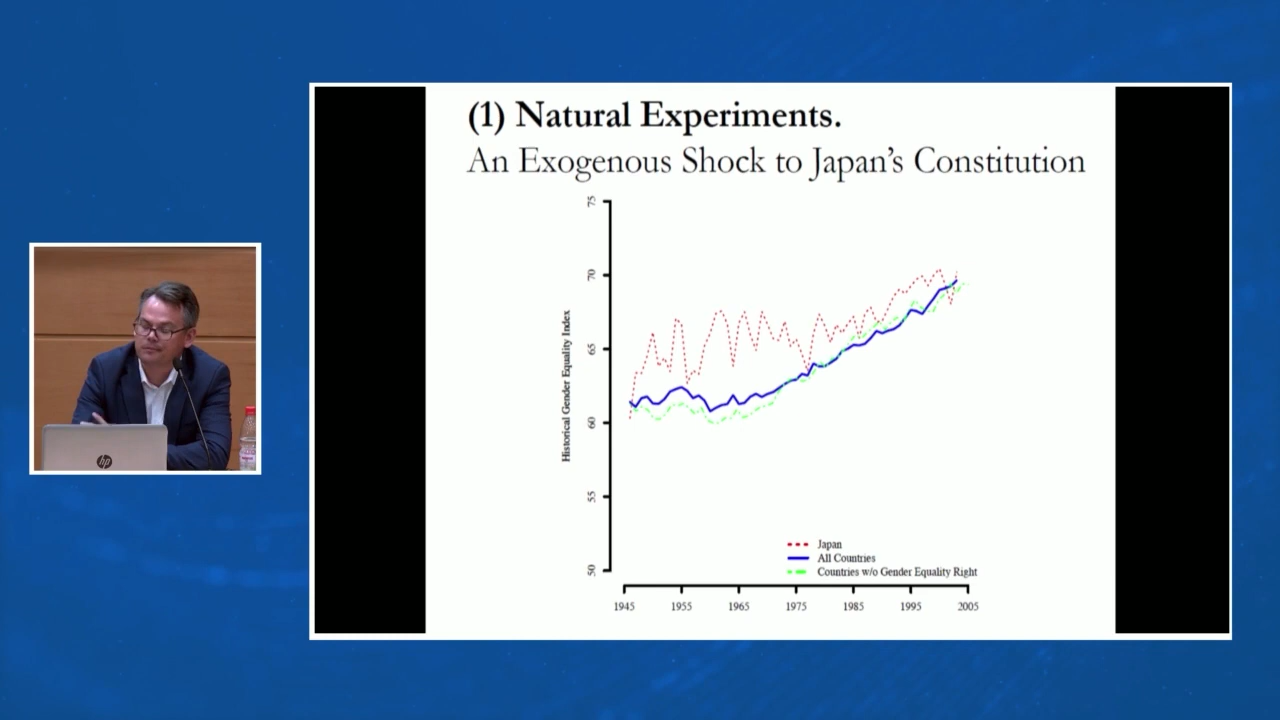 (1) Natural Experiments.
An Exogenous Shock to Japan's Constitution
75
70
65
60
55
50
Historical Gender Equality Index
Japan
All Countries
Countries w/o Gender Equality Right
1945
1955
1965
1975
1985
1995
2005
hp